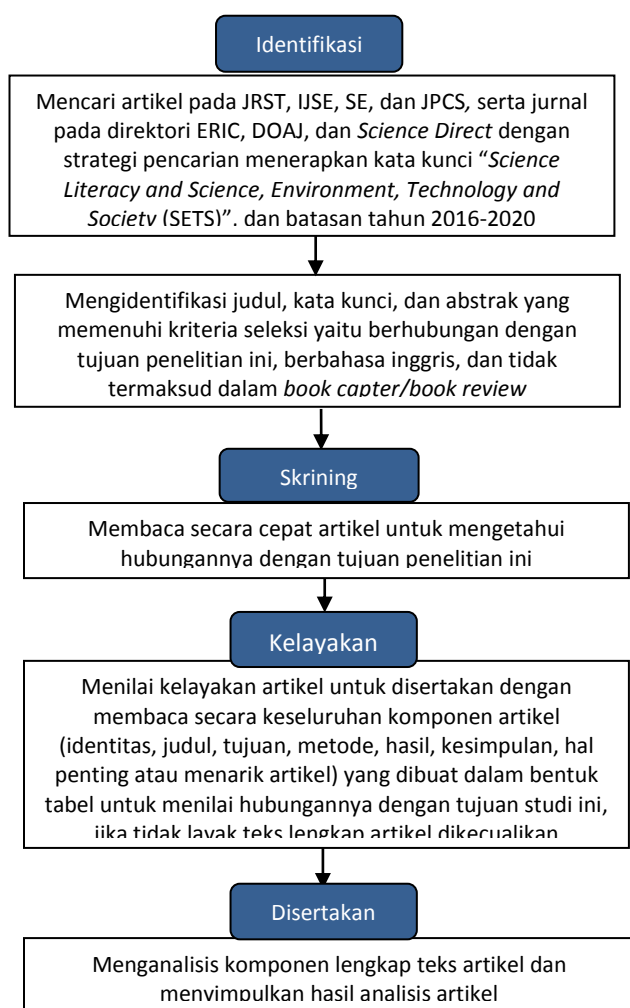 Identifikasi
Mencari artikel pada JRST, IJSE, SE, dan JPCS, serta jurnal
pada direktori ERIC, DOAJ, dan Science Direct dengan
strategi pencarian menerapkan kata kunci “Science
Literacy and Science, Environment, Technology and
Society (SETS)”. dan batasan tahun 2016-2020
Mengidentifikasi judul, kata kunci, dan abstrak yang
memenuhi kriteria seleksi yaitu berhubungan dengan
tujuan penelitian ini, berbahasa inggris, dan tidak
termaksud dalam book capter/book review
Skrining
Membaca secara cepat artikel untuk mengetahui
hubungannya dengan tujuan penelitian ini
Kelayakan
Menilai kelayakan artikel untuk disertakan dengan
membaca secara keseluruhan komponen artikel
(identitas, judul, tujuan, metode, hasil, kesimpulan, hal
penting atau menarik artikel) yang dibuat dalam bentuk
tabel untuk menilai hubungannya dengan tujuan studi ini,
jika tidak layak teks lengkap artikel dikecualikan
Disertakan
Menganalisis komponen lengkap teks artikel dan
menyimpulkan hasil analisis artikel